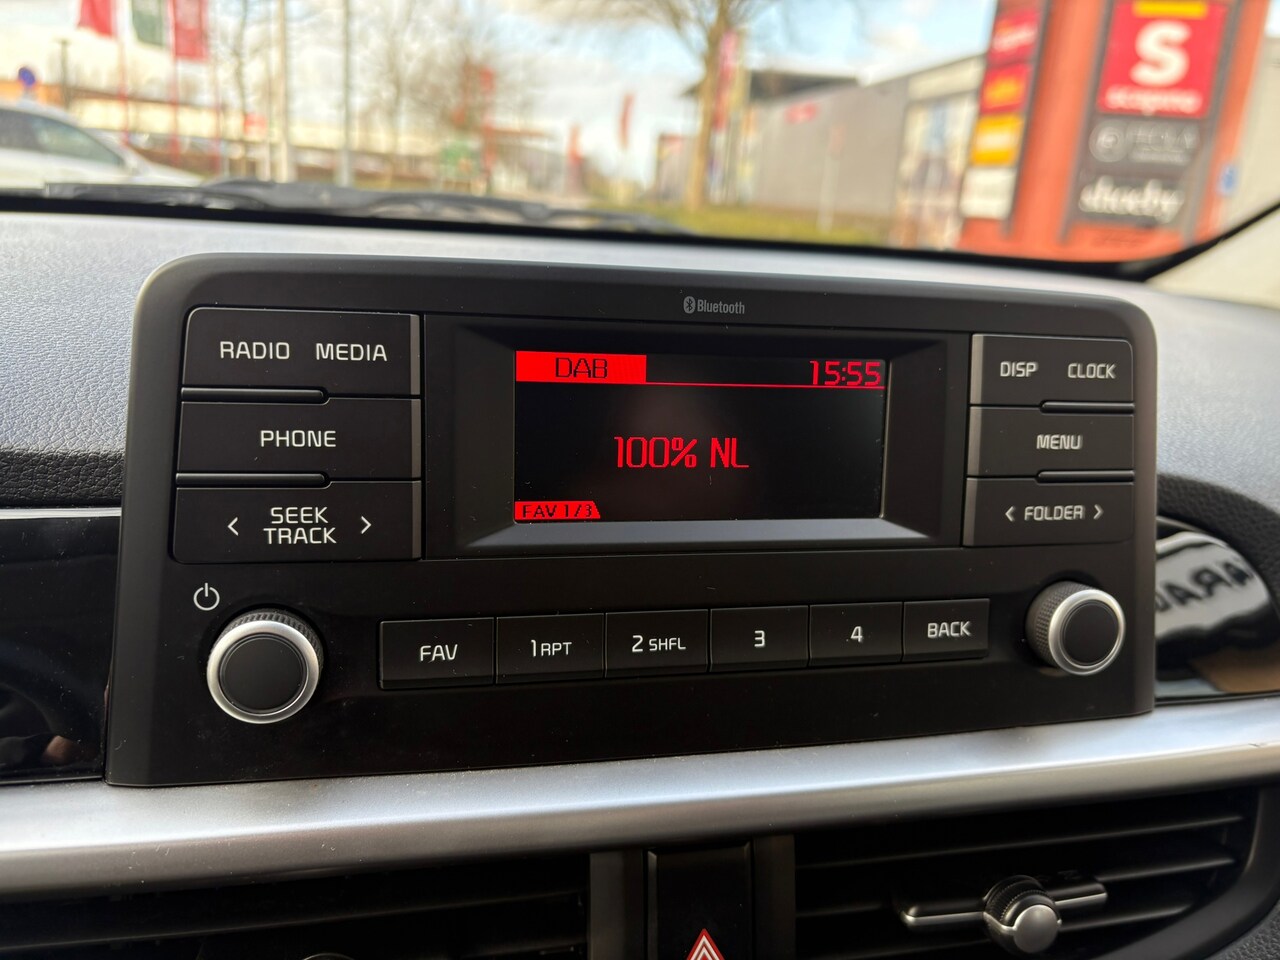 S
Bluetooth
RADIO MEDIA
DAB
15:55
DISP CLOCK
PHONE
100% NL
MENU
< SEEK TRACK >
FAV 1/3
< FOLDER >
FAV
1 RPT
2 SHFL
3
4
BACK